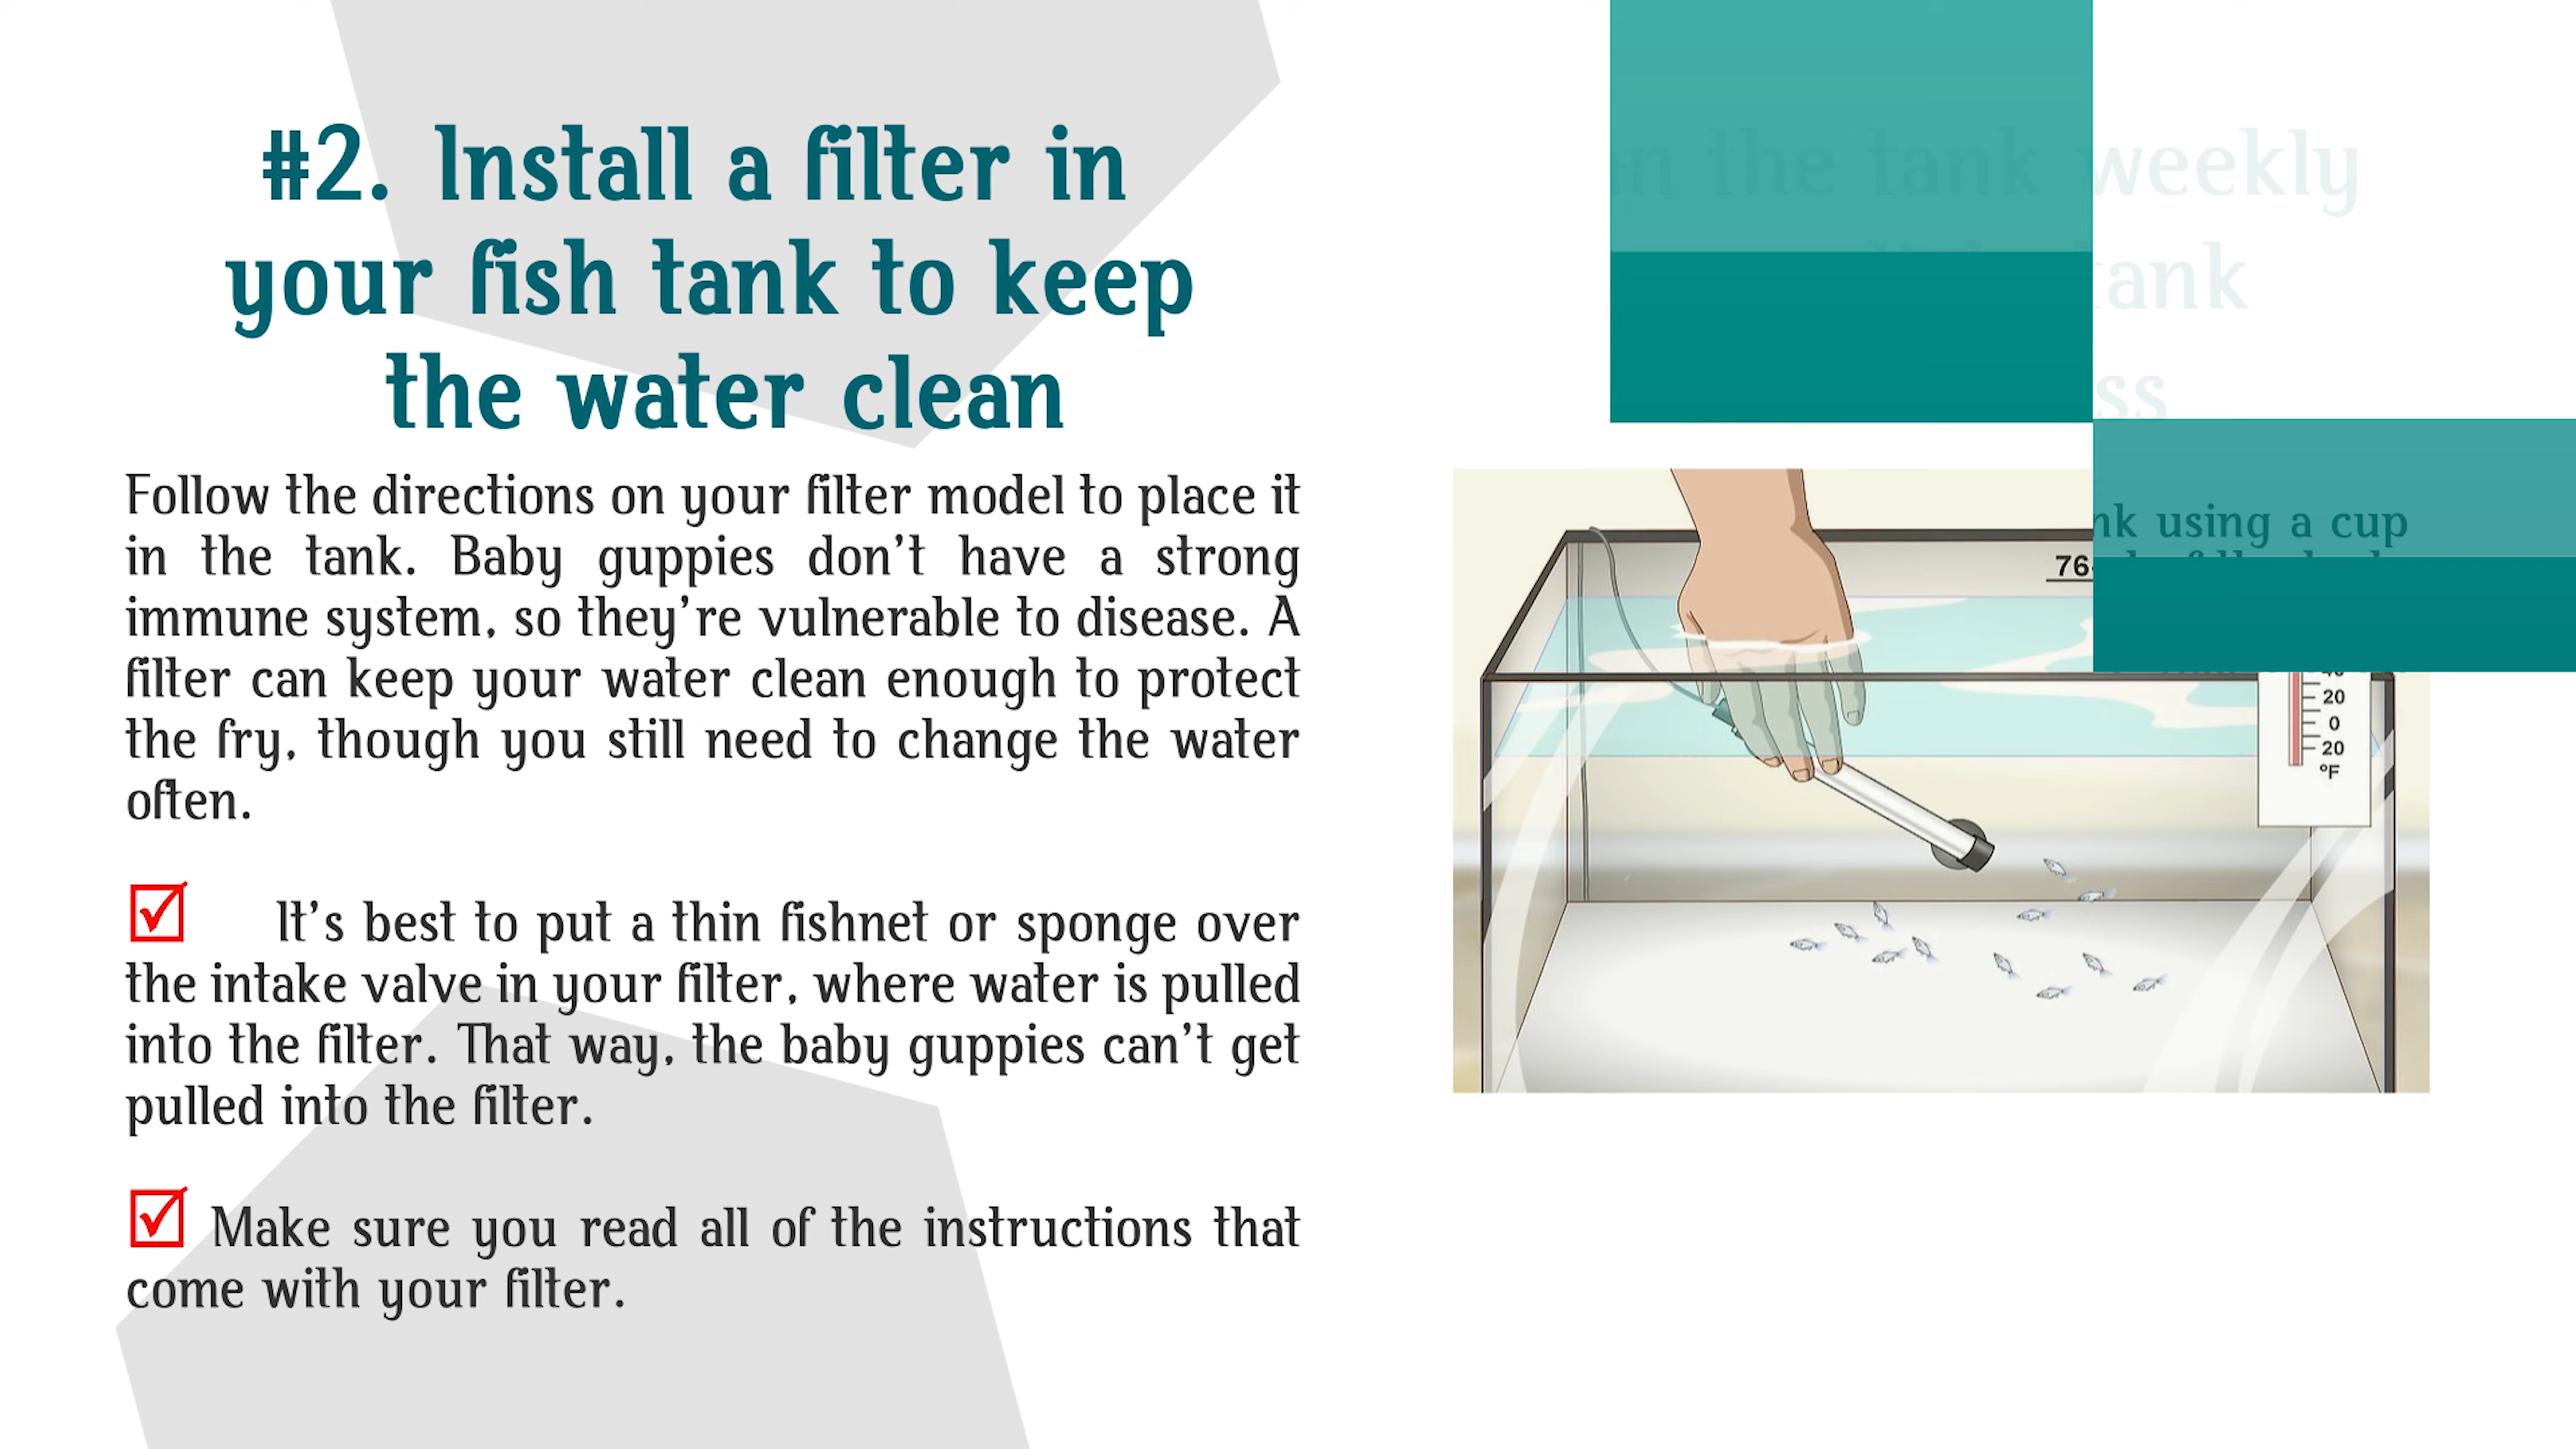 #2. Install a filter in
your fish tank to keep
the water clean
Follow the directions on your filter model to place it
in the tank. Baby guppies don't have a strong
immune system, so they're vulnerable to disease. A
filter can keep your water clean enough to protect
the fry, though you still need to change the water
often.
It's best to put a thin fishnet or sponge over
the intake valve in your filter, where water is pulled
into the filter. That way, the baby guppies can't get
pulled into the filter.
Make sure you read all of the instructions that
come with your filter.
the tank weekly
tank
using a cup
76
20
0
20
°F